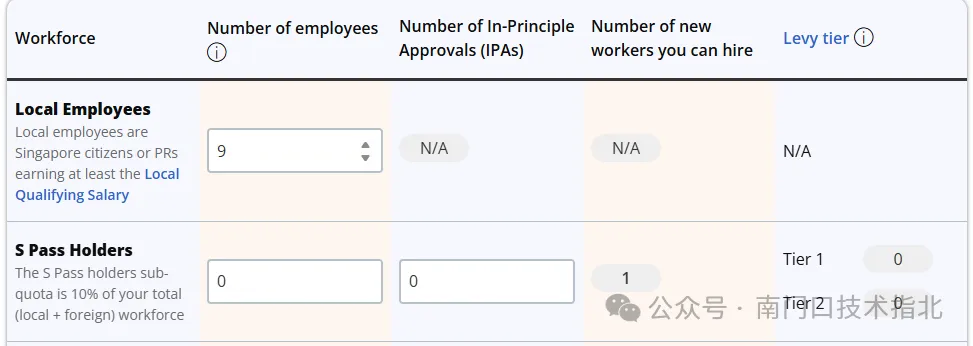 Workforce
Number of employees
Number of In-Principle
Approvals (IPAs)
Number of new
workers you can hire
Levy tier
Local Employees
Local employees are
Singapore citizens or PRs
earning at least the Local
Qualifying Salary
9
N/A
N/A
N/A
S Pass Holders
The S Pass holders sub-
quota is 10% of your total
(local + foreign) workforce
0
0
1
Tier 1 0
Tier 2 0
公众号 · 南门口技术指北